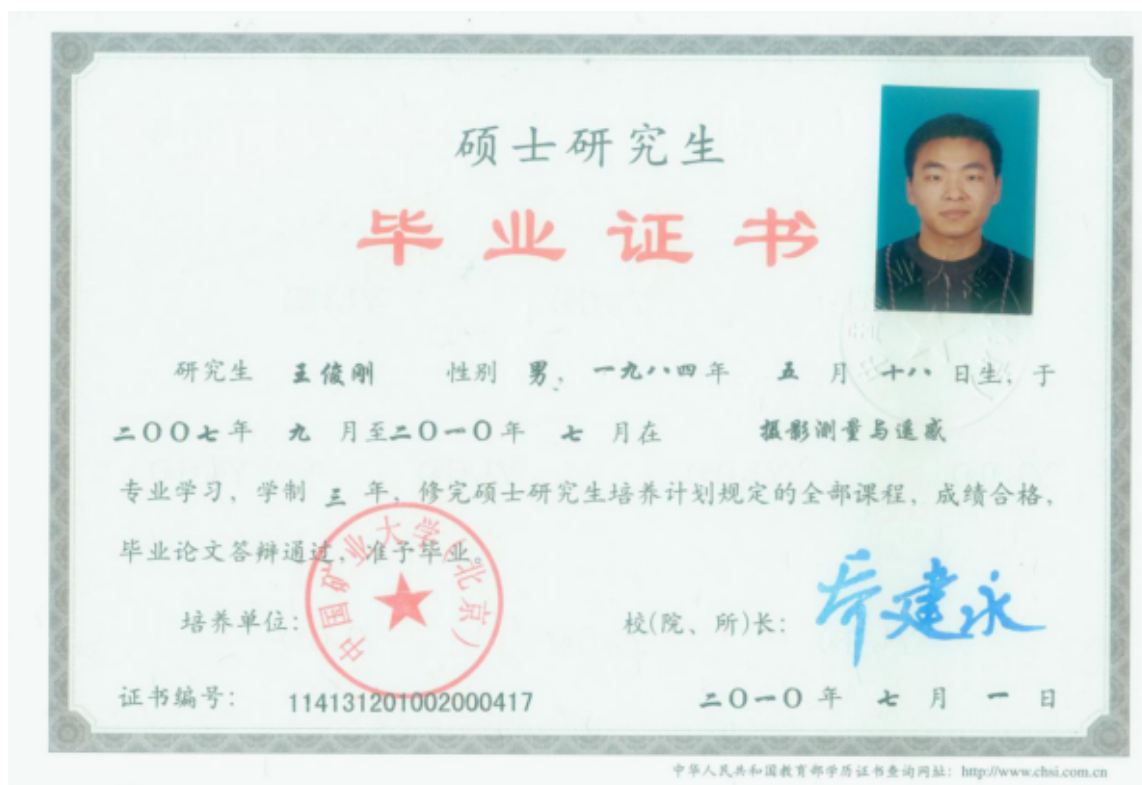 硕士研究生
毕业证书
研究生 王俊刚 性别 男，一九八四年 五 月 十八 日生，于
二〇〇七年 九 月至二〇一〇年 七 月在 摄影测量与遥感
专业学习，学制 三 年，修完硕士研究生培养计划规定的全部课程，成绩合格，
毕业论文答辩通过，准予毕业。
中国矿业大学(北京)
培养单位： 校(院、所)长： 乔建永
证书编号： 114131201002000417 二〇一〇 年 七 月 一 日
中华人民共和国教育部学历证书查询网址：http://www.chsi.com.cn